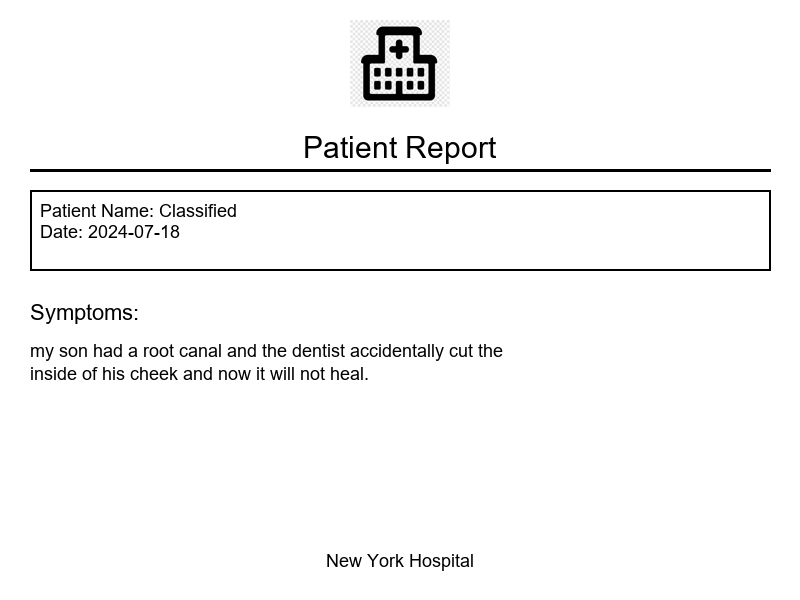 Patient Report
Patient Name: Classified
Date: 2024-07-18
Symptoms:
my son had a root canal and the dentist accidentally cut the
inside of his cheek and now it will not heal.
New York Hospital